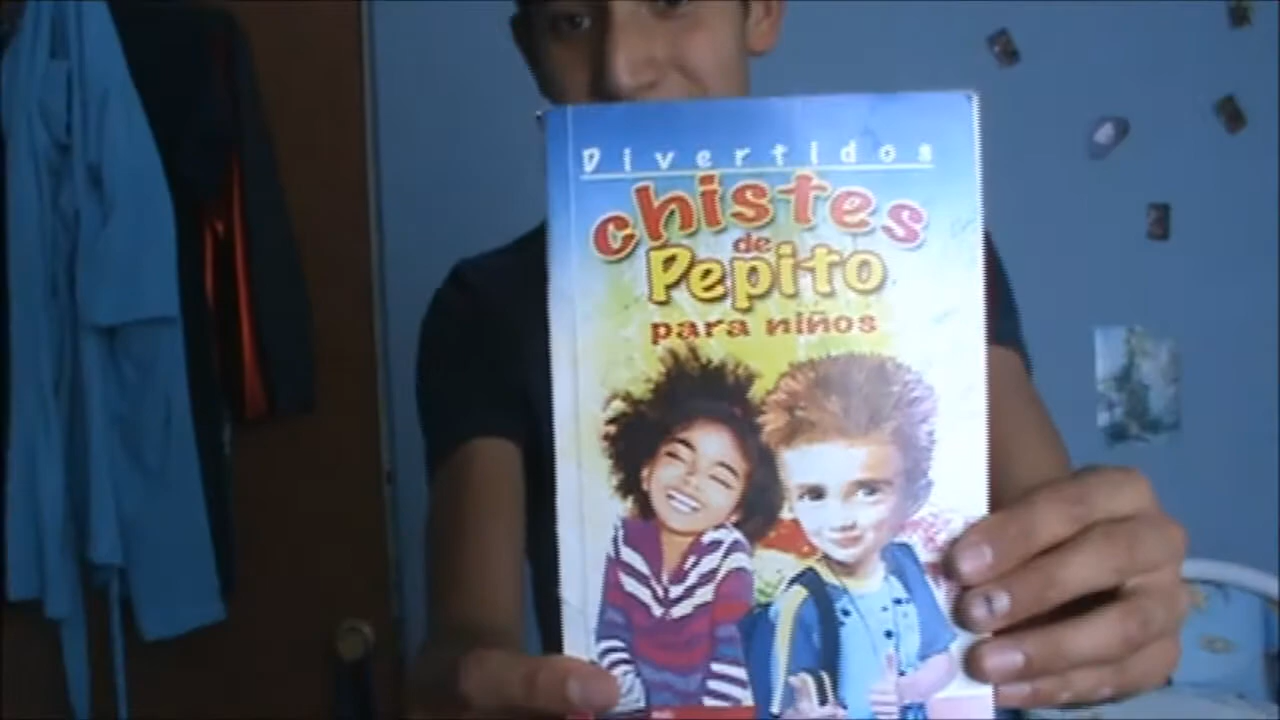 Divertidos
chistes
de
Pepito
para niños